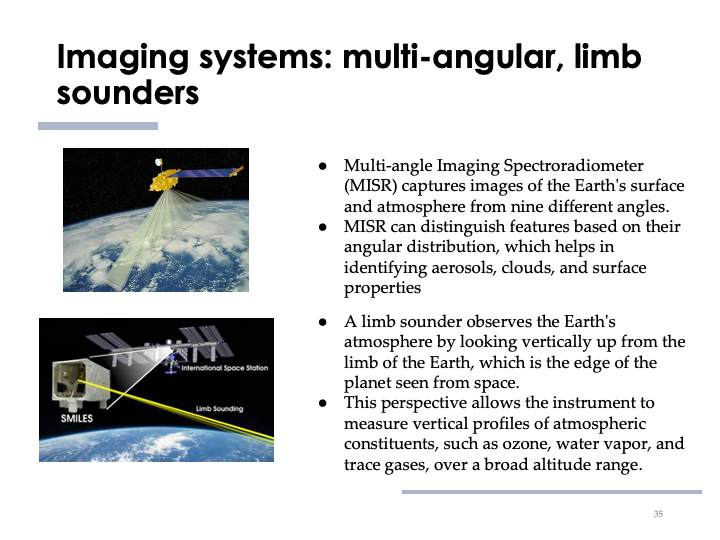 Imaging systems: multi-angular, limb
sounders
● Multi-angle Imaging Spectroradiometer
(MISR) captures images of the Earth's surface
and atmosphere from nine different angles.
● MISR can distinguish features based on their
angular distribution, which helps in
identifying aerosols, clouds, and surface
properties
International Space Station
SMILES
Limb Sounding
● A limb sounder observes the Earth's
atmosphere by looking vertically up from the
limb of the Earth, which is the edge of the
planet seen from space.
● This perspective allows the instrument to
measure vertical profiles of atmospheric
constituents, such as ozone, water vapor, and
trace gases, over a broad altitude range.
35